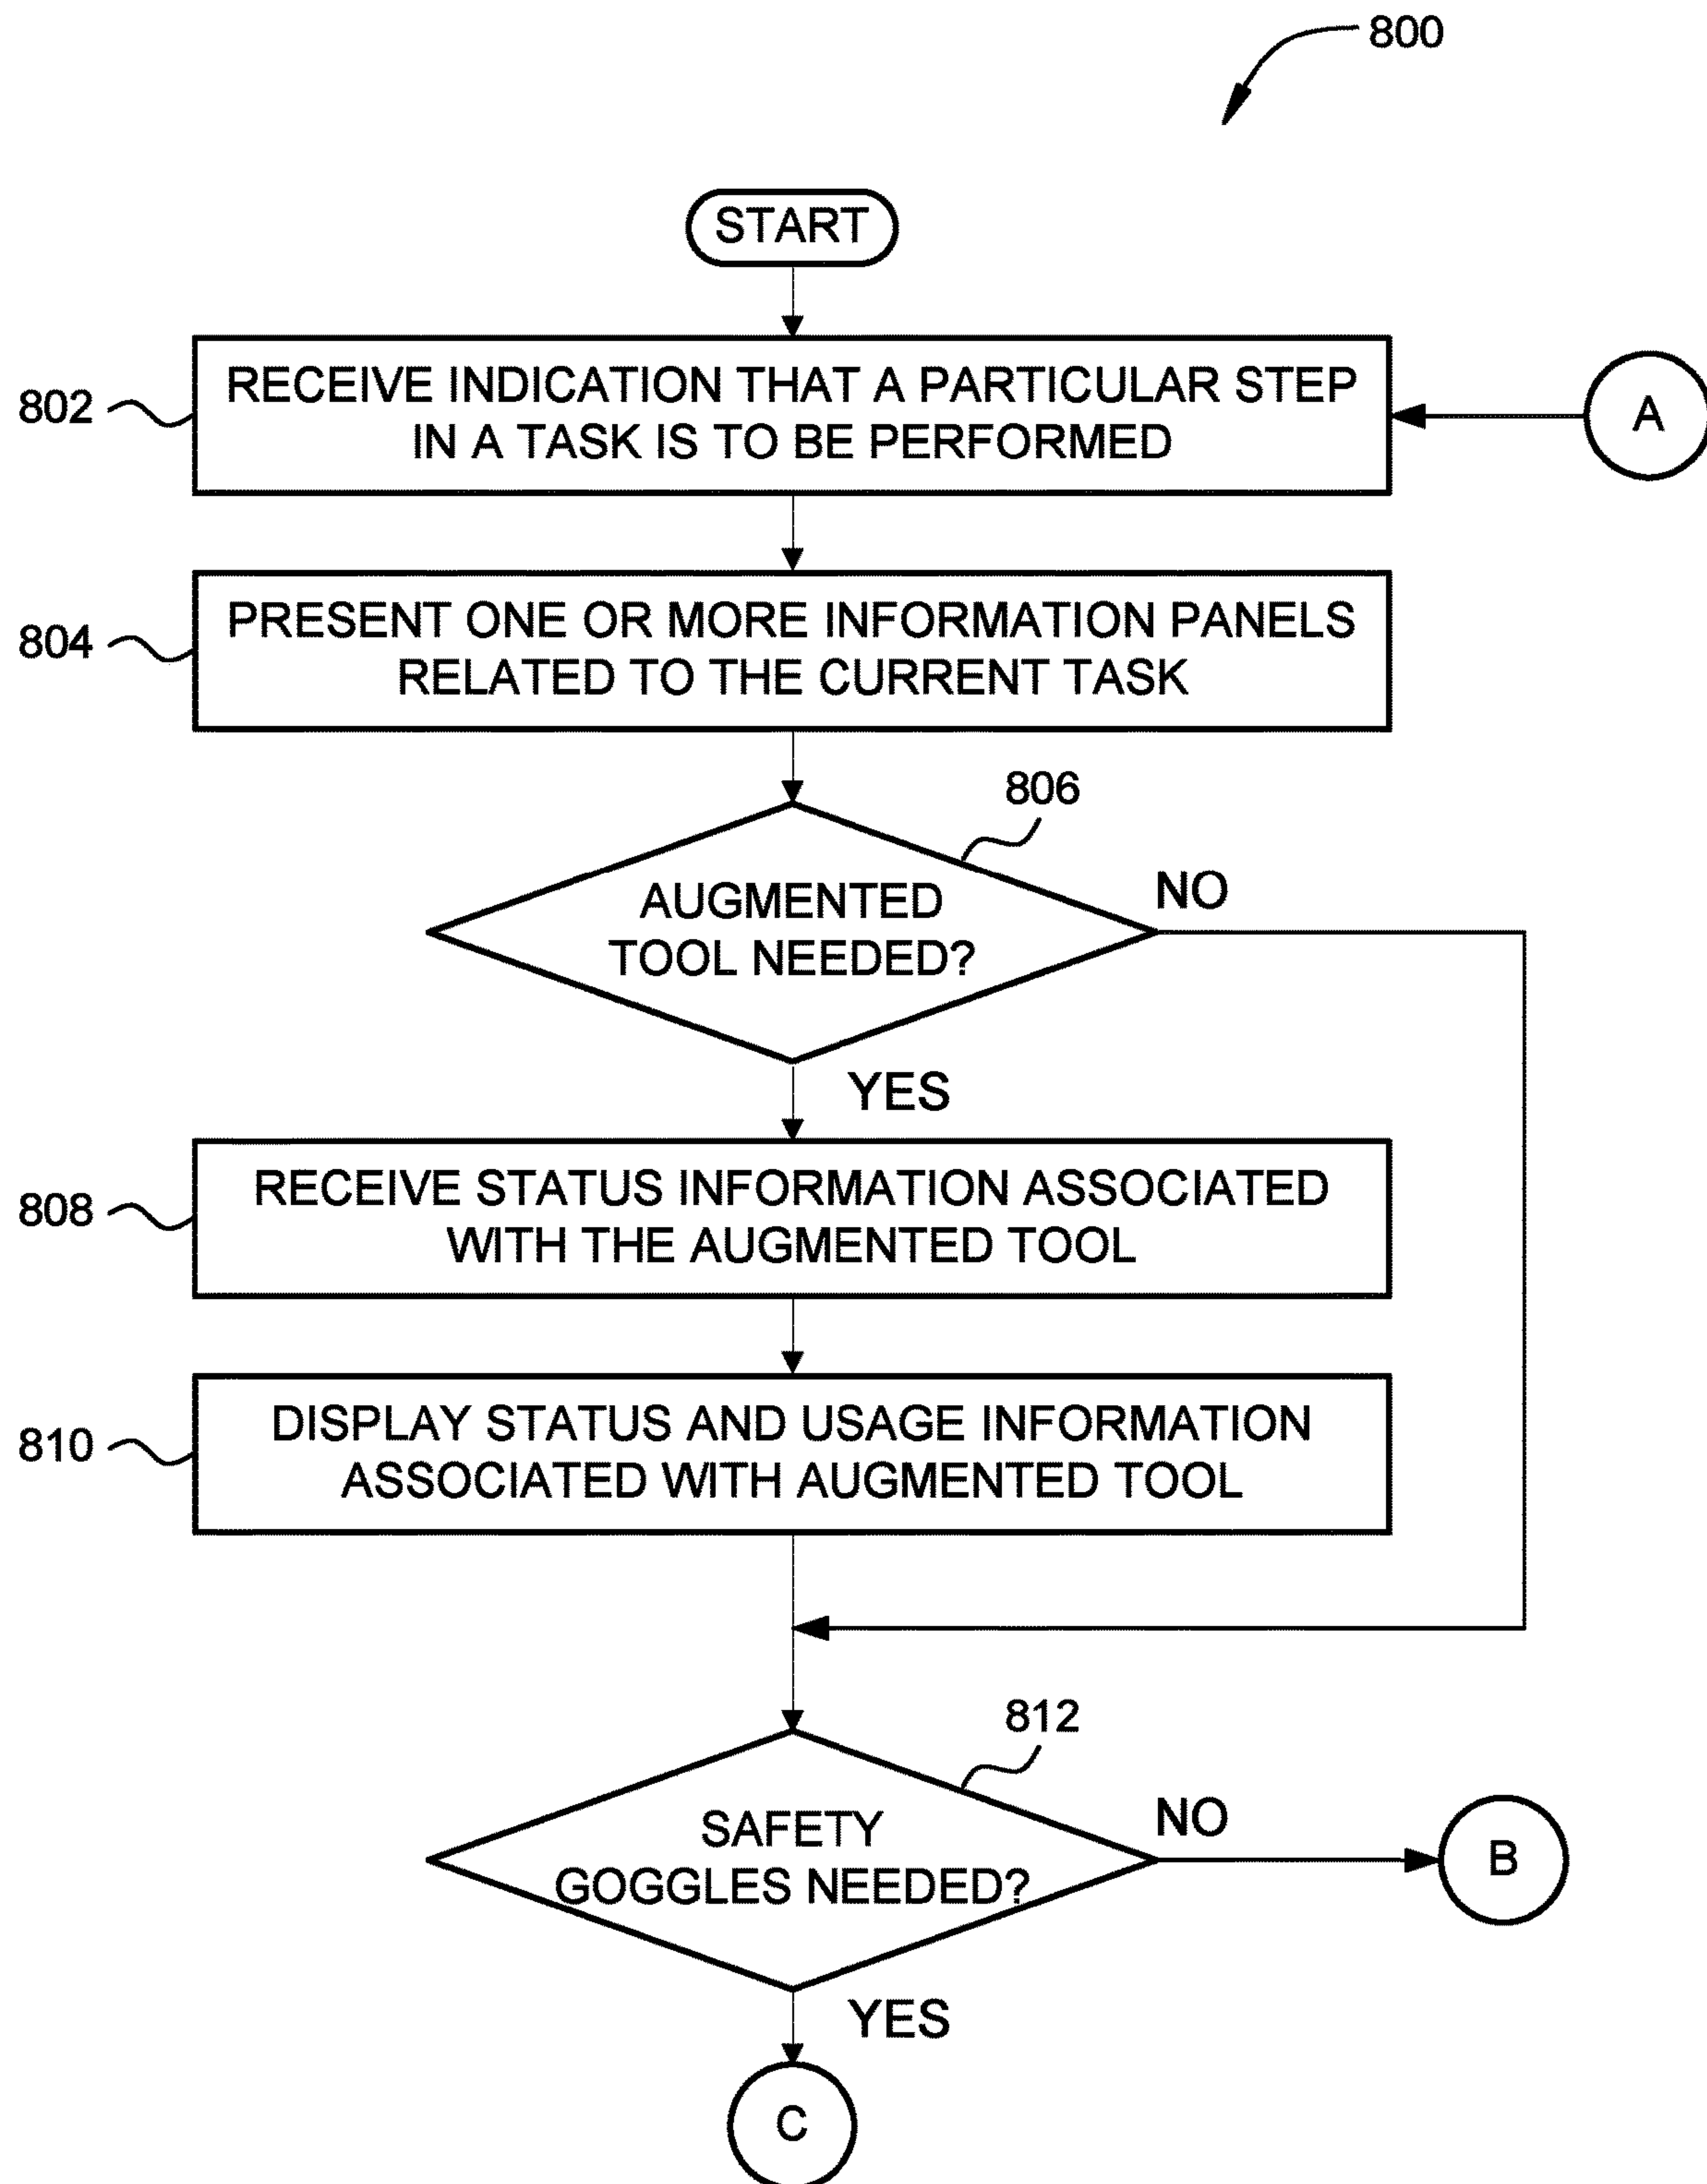 800
START
802
RECEIVE INDICATION THAT A PARTICULAR STEP
IN A TASK IS TO BE PERFORMED
A
804
PRESENT ONE OR MORE INFORMATION PANELS
RELATED TO THE CURRENT TASK
806
AUGMENTED
TOOL NEEDED?
NO
YES
808
RECEIVE STATUS INFORMATION ASSOCIATED
WITH THE AUGMENTED TOOL
810
DISPLAY STATUS AND USAGE INFORMATION
ASSOCIATED WITH AUGMENTED TOOL
812
SAFETY
GOGGLES NEEDED?
NO
B
YES
C